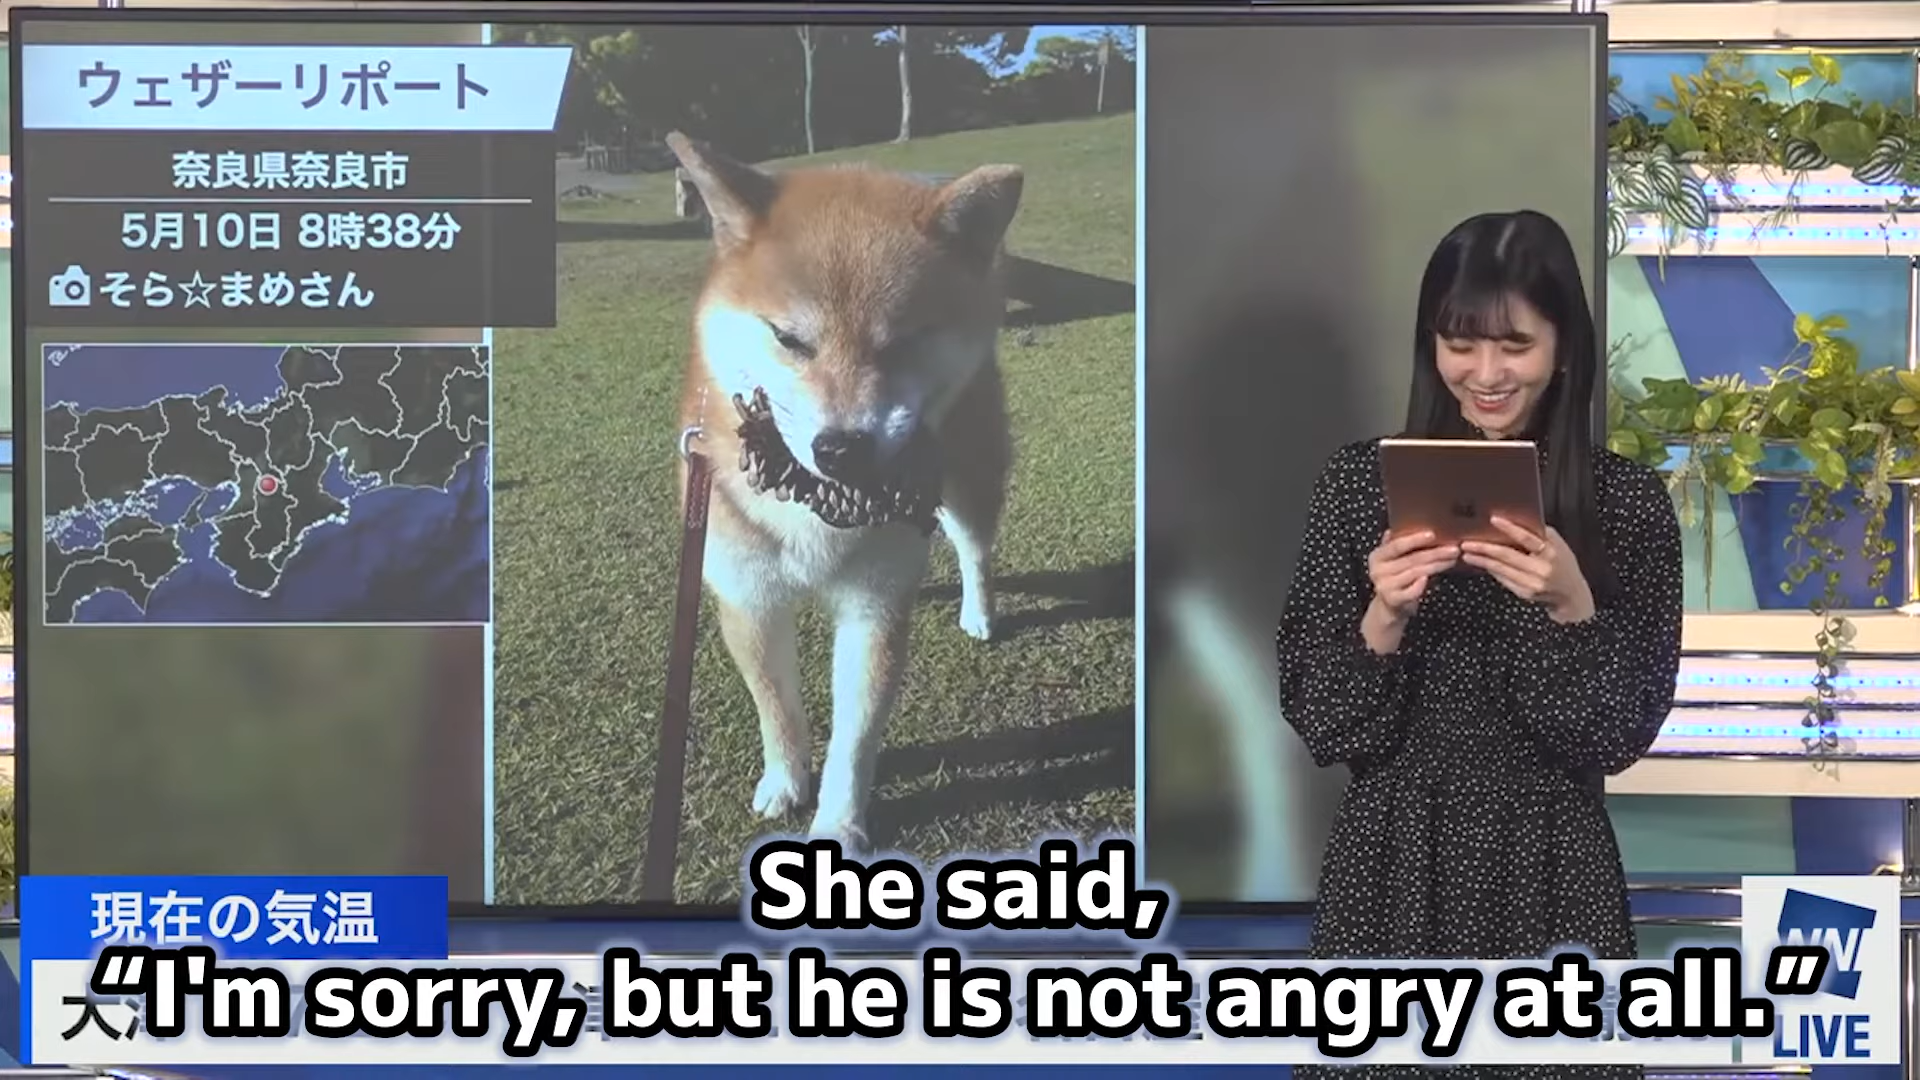 ウェザーリポート
奈良県奈良市
5月10日 8時38分
そら☆まめさん
現在の気温
She said,
“I'm sorry, but he is not angry at all.”
LIVE